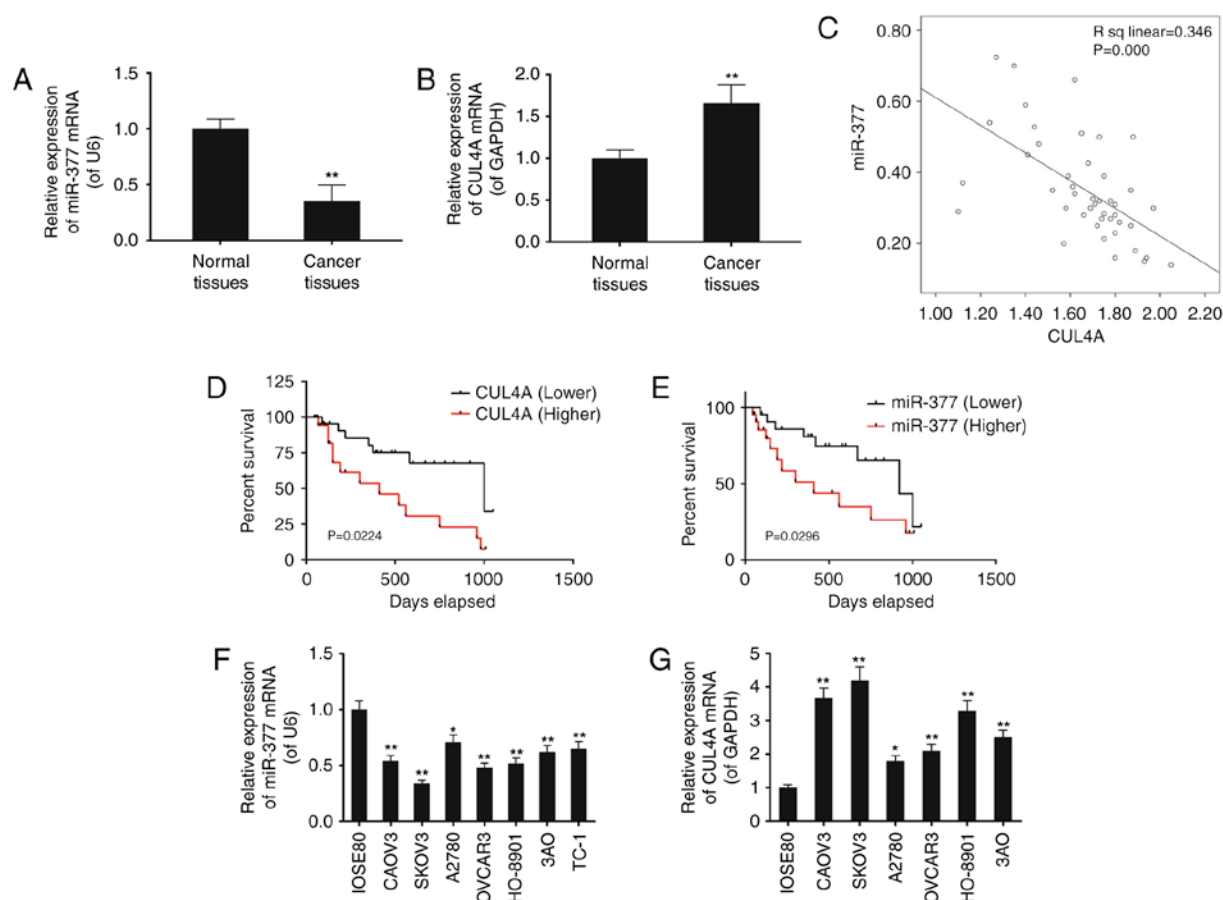 A
Relative expression
of miR-377 mRNA
(of U6)
1.5
1.0
0.5
0.0
**
Normal
tissues
Cancer
tissues
B
Relative expression
of CUL4A mRNA
(of GAPDH)
2.0
1.5
1.0
0.5
0.0
**
Normal
tissues
Cancer
tissues
C
miR-377
0.80
0.60
0.40
0.20
R sq linear=0.346
P=0.000
1.00 1.20 1.40 1.60 1.80 2.00 2.20
CUL4A
D
Percent survival
125
100
75
50
25
0
CUL4A (Lower)
CUL4A (Higher)
P=0.0224
0 500 1000 1500
Days elapsed
E
Percent survival
100
50
0
miR-377 (Lower)
miR-377 (Higher)
P=0.0296
0 500 1000 1500
Days elapsed
F
Relative expression
of miR-377 mRNA
(of U6)
1.5
1.0
0.5
0.0
** ** * ** ** ** **
IOSE80
CAOV3
SKOV3
A2780
OVCAR3
HO-8901
3AO
TC-1
G
Relative expression
of CUL4A mRNA
(of GAPDH)
5
4
3
2
1
0
** ** * ** ** **
IOSE80
CAOV3
SKOV3
A2780
OVCAR3
HO-8901
3AO